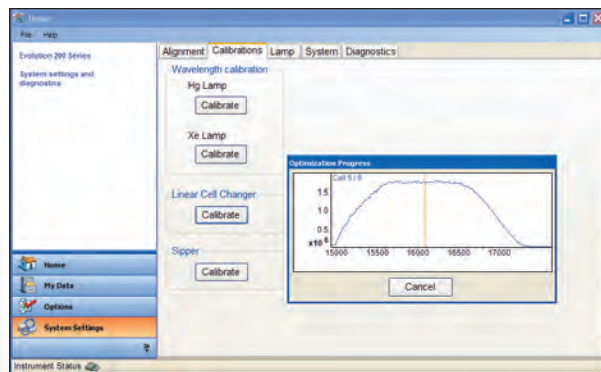 Home
File Help
Evolution 200 Series
System settings and
diagnostics
Alignment Calibrations Lamp System Diagnostics
Wavelength calibration
Hg Lamp
Calibrate
Xe Lamp
Calibrate
Linear Cell Changer
Calibrate
Sipper
Calibrate
Optimization Progress
Cell 5 / 8
1.5
1.0
0.5
x10
15000 15500 16000 16500 17000
Cancel
Home
My Data
Options
System Settings
Instrument Status